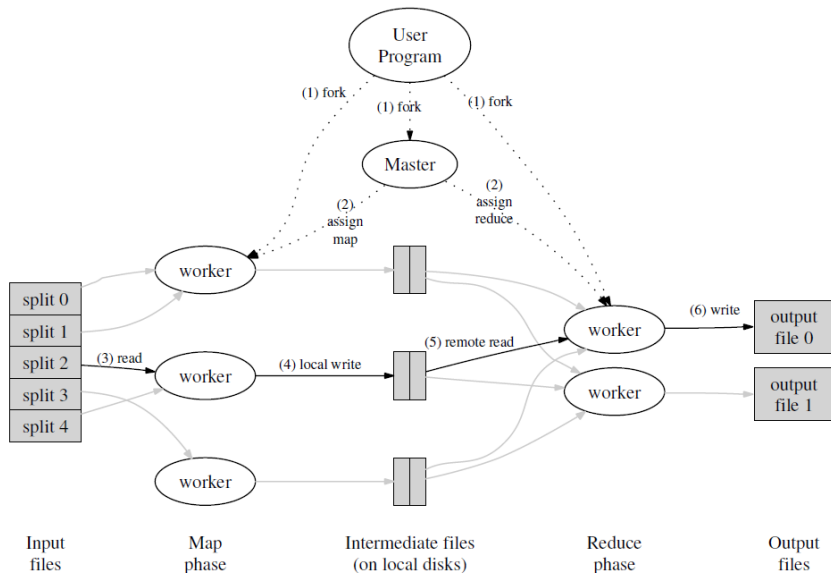 User
Program
(1) fork
(1) fork
(1) fork
Master
(2)
assign
map
(2)
assign
reduce
worker
split 0
split 1
split 2
split 3
split 4
(3) read
worker
(4) local write
(5) remote read
worker
(6) write
output
file 0
worker
output
file 1
worker
Input
files
Map
phase
Intermediate files
(on local disks)
Reduce
phase
Output
files